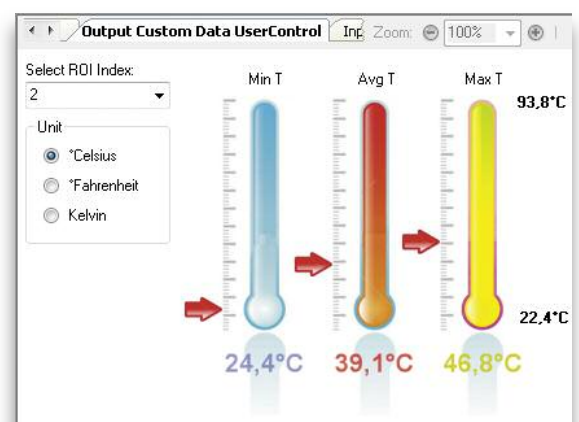 Output Custom Data UserControl Inp Zoom: 100%
Select ROI Index:
2
Unit
°Celsius
°Fahrenheit
Kelvin
Min T Avg T Max T
93,8°C
22,4°C
24,4°C 39,1°C 46,8°C